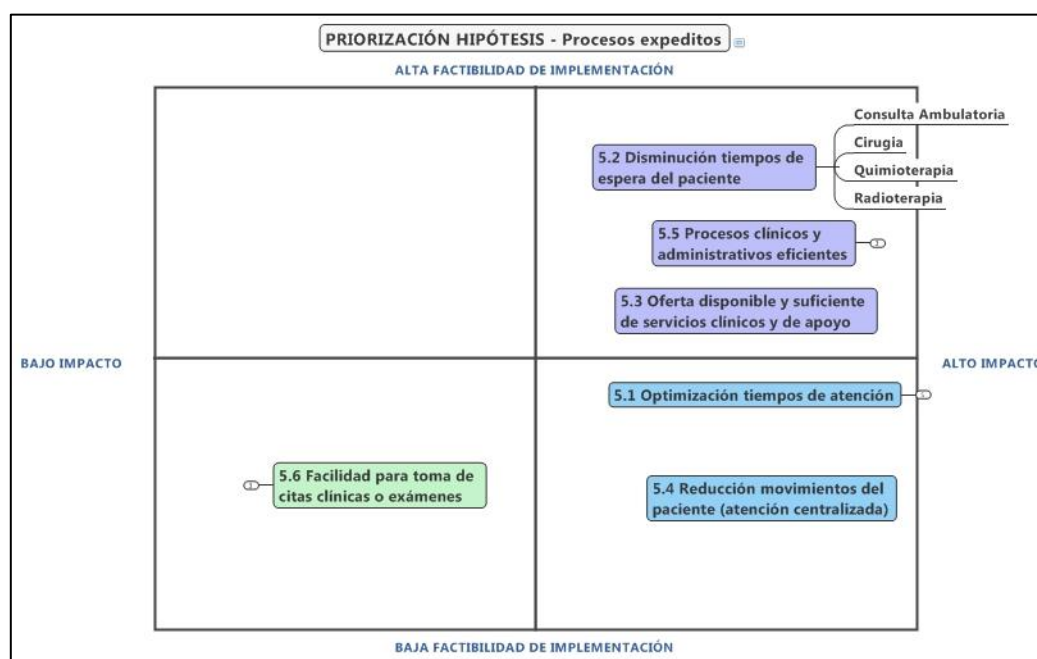 PRIORIZACIÓN HIPÓTESIS - Procesos expeditos
ALTA FACTIBILIDAD DE IMPLEMENTACIÓN
Consulta Ambulatoria
Cirugia
Quimioterapia
Radioterapia
5.2 Disminución tiempos de
espera del paciente
5.5 Procesos clínicos y
administrativos eficientes
5.3 Oferta disponible y suficiente
de servicios clínicos y de apoyo
BAJO IMPACTO
ALTO IMPACTO
5.1 Optimización tiempos de atención
5.6 Facilidad para toma de
citas clínicas o exámenes
5.4 Reducción movimientos del
paciente (atención centralizada)
BAJA FACTIBILIDAD DE IMPLEMENTACIÓN